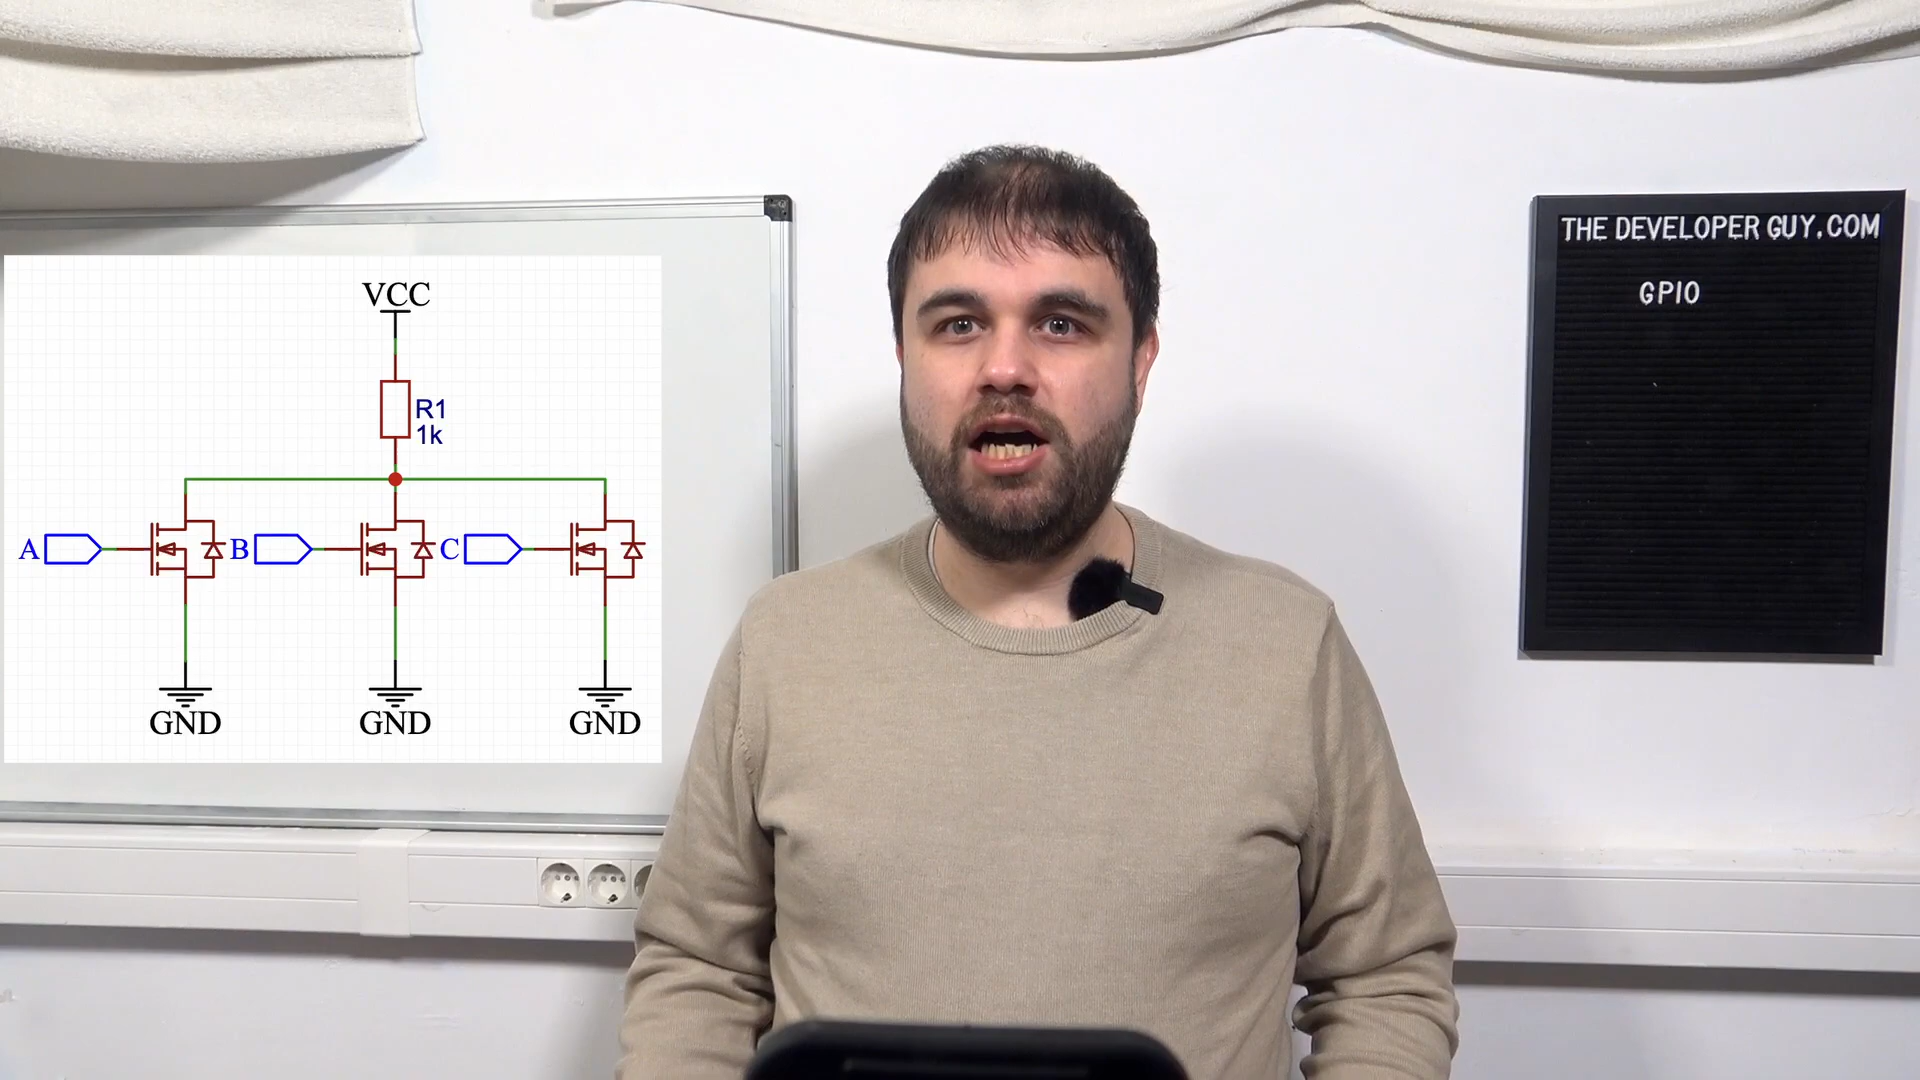 VCC
R1
1k
A
B
C
GND
GND
GND
THE DEVELOPER GUY.COM
GPIO